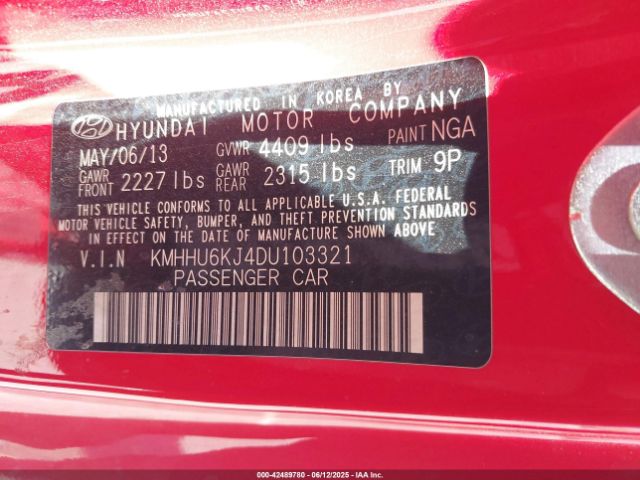 MANUFACTURED IN KOREA BY
HYUNDAI MOTOR COMPANY
MAY/06/13 GVWR 4409 lbs PAINT NGA
GAWR FRONT 2227 lbs GAWR REAR 2315 lbs TRIM 9P
THIS VEHICLE CONFORMS TO ALL APPLICABLE U.S.A. FEDERAL
MOTOR VEHICLE SAFETY, BUMPER, AND THEFT PREVENTION STANDARDS
IN EFFECT ON THE DATE OF MANUFACTURE SHOWN ABOVE.
V.I.N KMHHU6KJ4DU103321
PASSENGER CAR
000-42489780 - 06/12/2025 - IAA Inc.